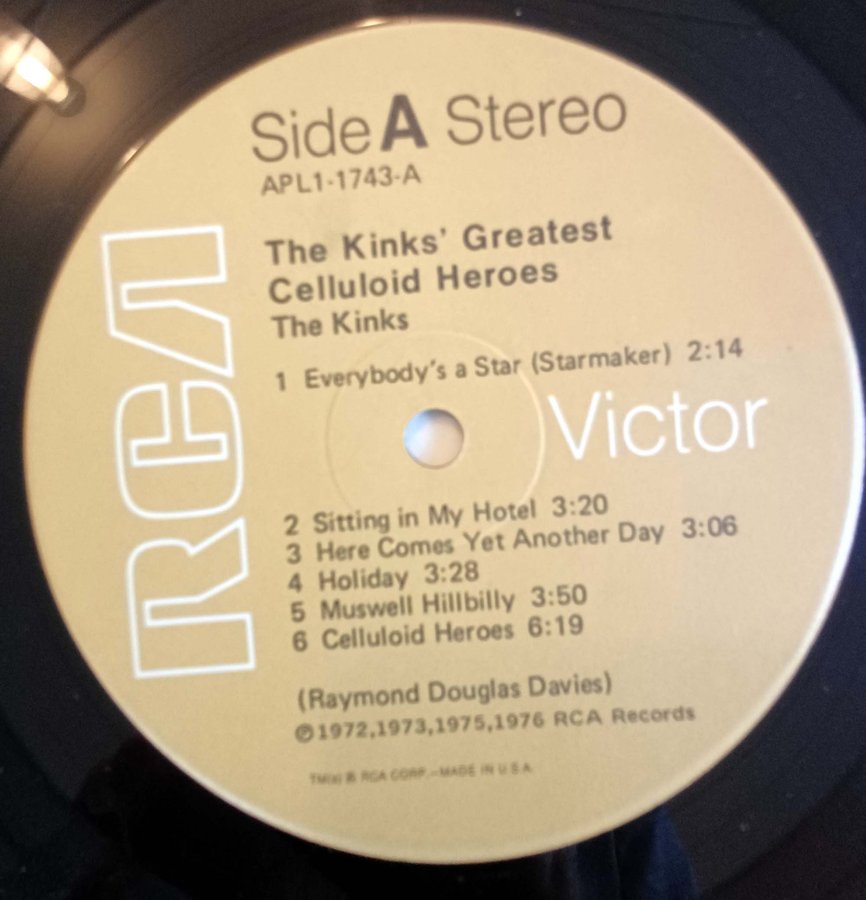 Side A Stereo
APL1-1743-A
The Kinks' Greatest
Celluloid Heroes
The Kinks
1 Everybody's a Star (Starmaker) 2:14
RCA
Victor
2 Sitting in My Hotel 3:20
3 Here Comes Yet Another Day 3:06
4 Holiday 3:28
5 Muswell Hillbilly 3:50
6 Celluloid Heroes 6:19
(Raymond Douglas Davies)
℗1972,1973,1975,1976 RCA Records
TM(s) ® RCA CORP.—MADE IN U.S.A.